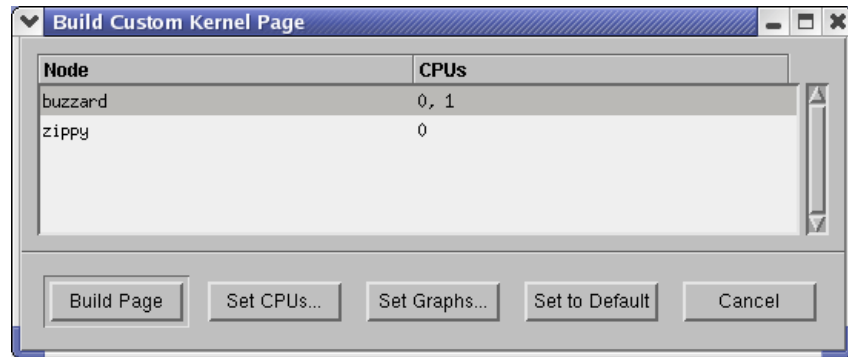 Build Custom Kernel Page
Node CPUs
buzzard 0, 1
zippy 0
Build Page Set CPUs... Set Graphs... Set to Default Cancel